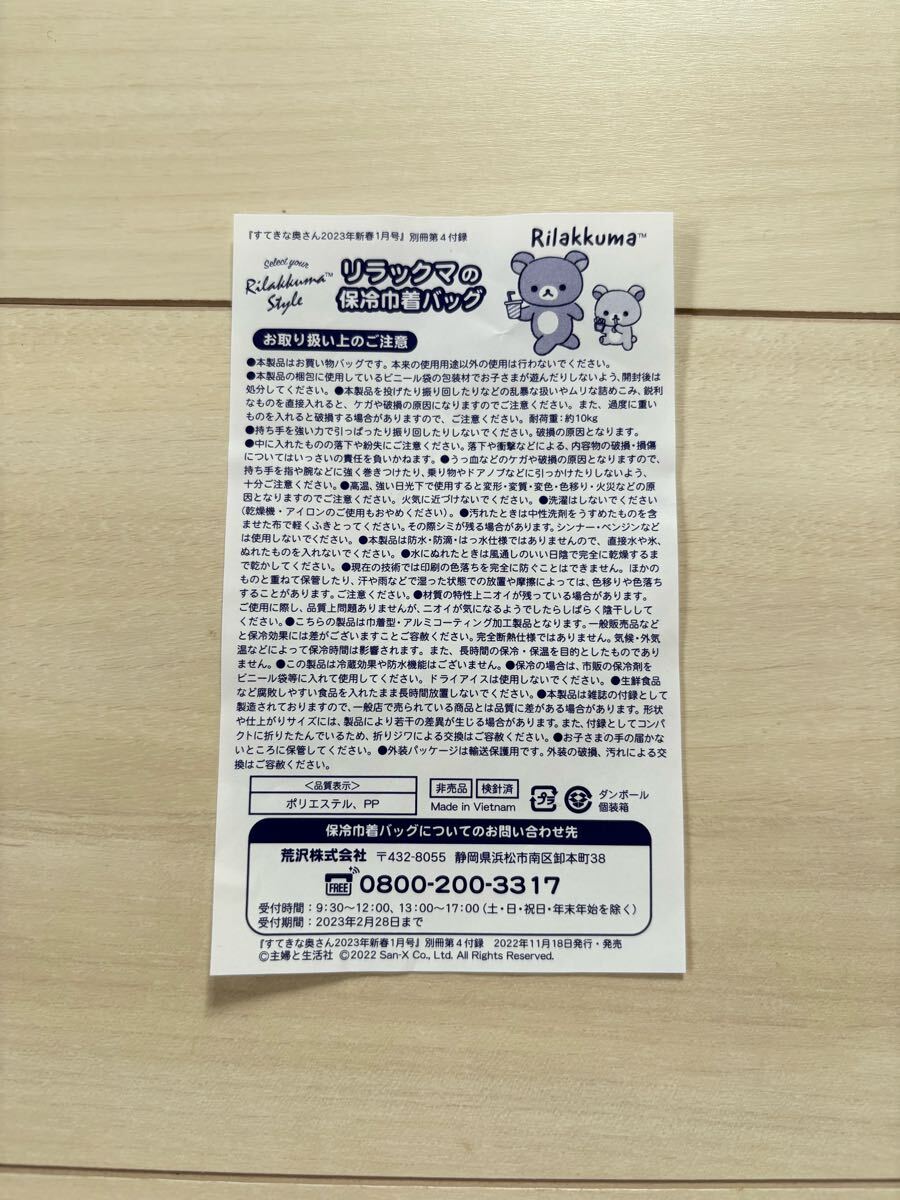 『すてきな奥さん2023年新春1月号』別冊第4付録
Rilakkuma™
Select your
Rilakkuma™
Style
リラックマの
保冷巾着バッグ
お取り扱い上のご注意
●本製品はお買い物バッグです。本来の使用用途以外の使用は行わないでください。
●本製品の梱包に使用しているビニール袋の包装材でお子さまが遊んだりしないよう、開封後は
処分してください。●本製品を投げたり振り回したりなどの乱暴な扱いやムリな詰めこみ、鋭利
なものを直接入れると、ケガや破損の原因になりますのでご注意ください。また、過度に重い
ものを入れると破損する場合がありますので、ご注意ください。耐荷重：約10kg
●持ち手を強い力で引っぱったり振り回したりしないでください。破損の原因となります。
●中に入れたものの落下や紛失にご注意ください。落下や衝撃などによる、内容物の破損・損傷
についてはいっさいの責任を負いかねます。●うっ血などのケガや破損の原因となりますので、
持ち手を指や腕などに強く巻きつけたり、乗り物やドアノブなどに引っかけたりしないよう、
十分ご注意ください。●高温、強い日光下で使用すると変形・変質・変色・色移り・火災などの原
因となりますのでご注意ください。火気に近づけないでください。●洗濯はしないでください
（乾燥機・アイロンのご使用もおやめください）。●汚れたときは中性洗剤をうすめたものを含
ませた布で軽くふきとってください。その際シミが残る場合があります。シンナー・ベンジンなど
は使用しないでください。●本製品は防水・防滴・はっ水仕様ではありませんので、直接水や氷、
ぬれたものを入れないでください。●水にぬれたときは風通しのいい日陰で完全に乾燥するま
で乾かしてください。●現在の技術では印刷の色落ちを完全に防ぐことはできません。ほかの
ものと重ねて保管したり、汗や雨などで湿った状態での放置や摩擦によっては、色移りや色落ち
することがあります。ご注意ください。●材質の特性上ニオイが残っている場合があります。
ご使用に際し、品質上問題ありませんが、ニオイが気になるようでしたらしばらく陰干しして
ください。●こちらの製品は巾着型・アルミコーティング加工製品となります。一般販売品など
と保冷効果には差がございますことご容赦ください。完全断熱仕様ではありません。気候・外気
温などによって保冷時間は影響されます。また、長時間の保冷・保温を目的としたものであり
ません。●この製品は冷蔵効果や防水機能はございません。●保冷の場合は、市販の保冷剤を
ビニール袋等に入れて使用してください。ドライアイスは使用しないでください。●生鮮食品
など腐敗しやすい食品を入れたまま長時間放置しないでください。●本製品は雑誌の付録として
製造されておりますので、一般店で売られている商品とは品質に差がある場合があります。形状
や仕上がりサイズには、製品により若干の差異が生じる場合があります。また、付録としてコンパ
クトに折りたたんでいるため、折りジワによる交換はご容赦ください。●お子さまの手の届かな
いところに保管してください。●外装パッケージは輸送保護用です。外装の破損、汚れによる交
換はご容赦ください。
＜品質表示＞
ポリエステル、PP
非売品 検針済
Made in Vietnam
プラ
ダンボール
個装箱
保冷巾着バッグについてのお問い合わせ先
荒沢株式会社 〒432-8055 静岡県浜松市南区卸本町38
FREE 0800-200-3317
受付時間：9:30〜12:00、13:00〜17:00（土・日・祝日・年末年始を除く）
受付期間：2023年2月28日まで
『すてきな奥さん2023年新春1月号』別冊第4付録 2022年11月18日発行・発売
©主婦と生活社 ©2022 San-X Co., Ltd. All Rights Reserved.